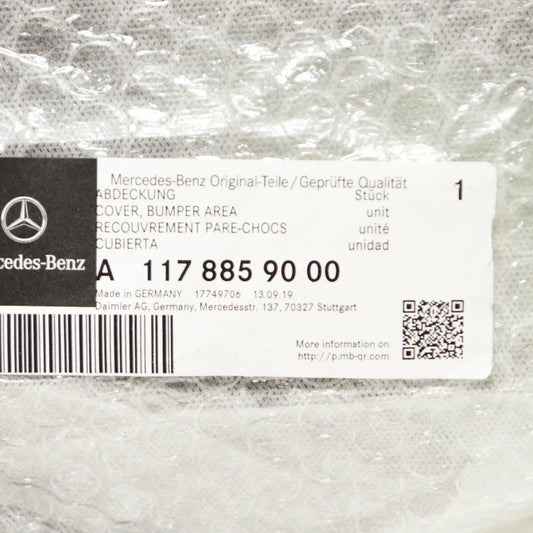 Mercedes-Benz Original-Teile/Geprüfte Qualität
ABDECKUNG Stück 1
COVER, BUMPER AREA unit
RECOUVREMENT PARE-CHOCS unité
CUBIERTA unidad
cedes-Benz
A 117 885 90 00
Made in GERMANY 17749706 13.09.19
Daimler AG, Germany, Mercedesstr. 137, 70327 Stuttgart
More information on
http://p.mb-qr.com